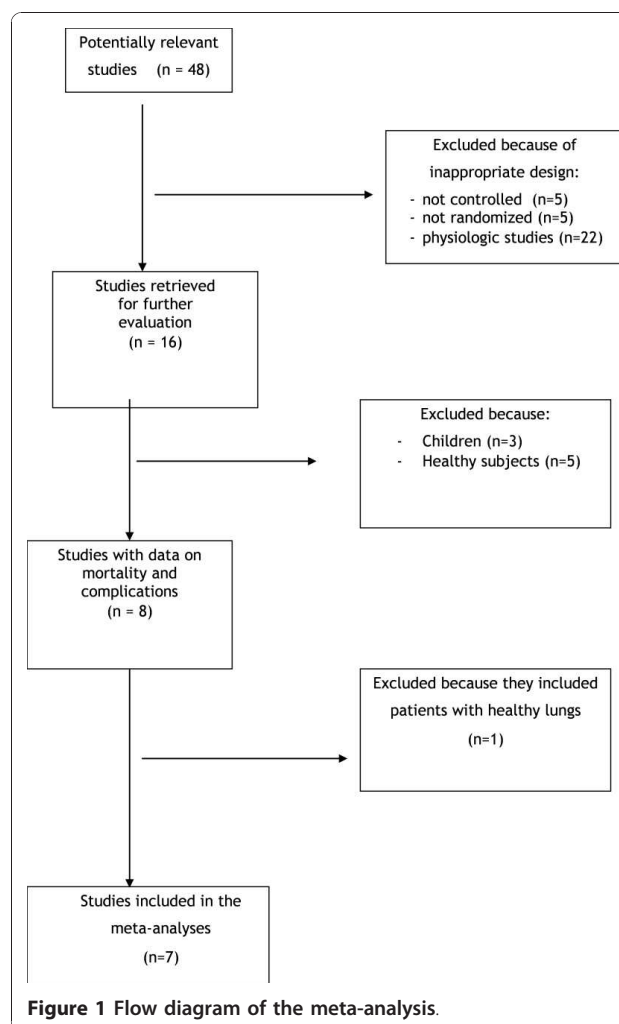 Potentially relevant
studies (n = 48)
Excluded because of
inappropriate design:
- not controlled (n=5)
- not randomized (n=5)
- physiologic studies (n=22)
Studies retrieved
for further
evaluation
(n = 16)
Excluded because:
- Children (n=3)
- Healthy subjects (n=5)
Studies with data on
mortality and
complications
(n = 8)
Excluded because they included
patients with healthy lungs
(n=1)
Studies included in the
meta-analyses
(n=7)
Figure 1 Flow diagram of the meta-analysis.